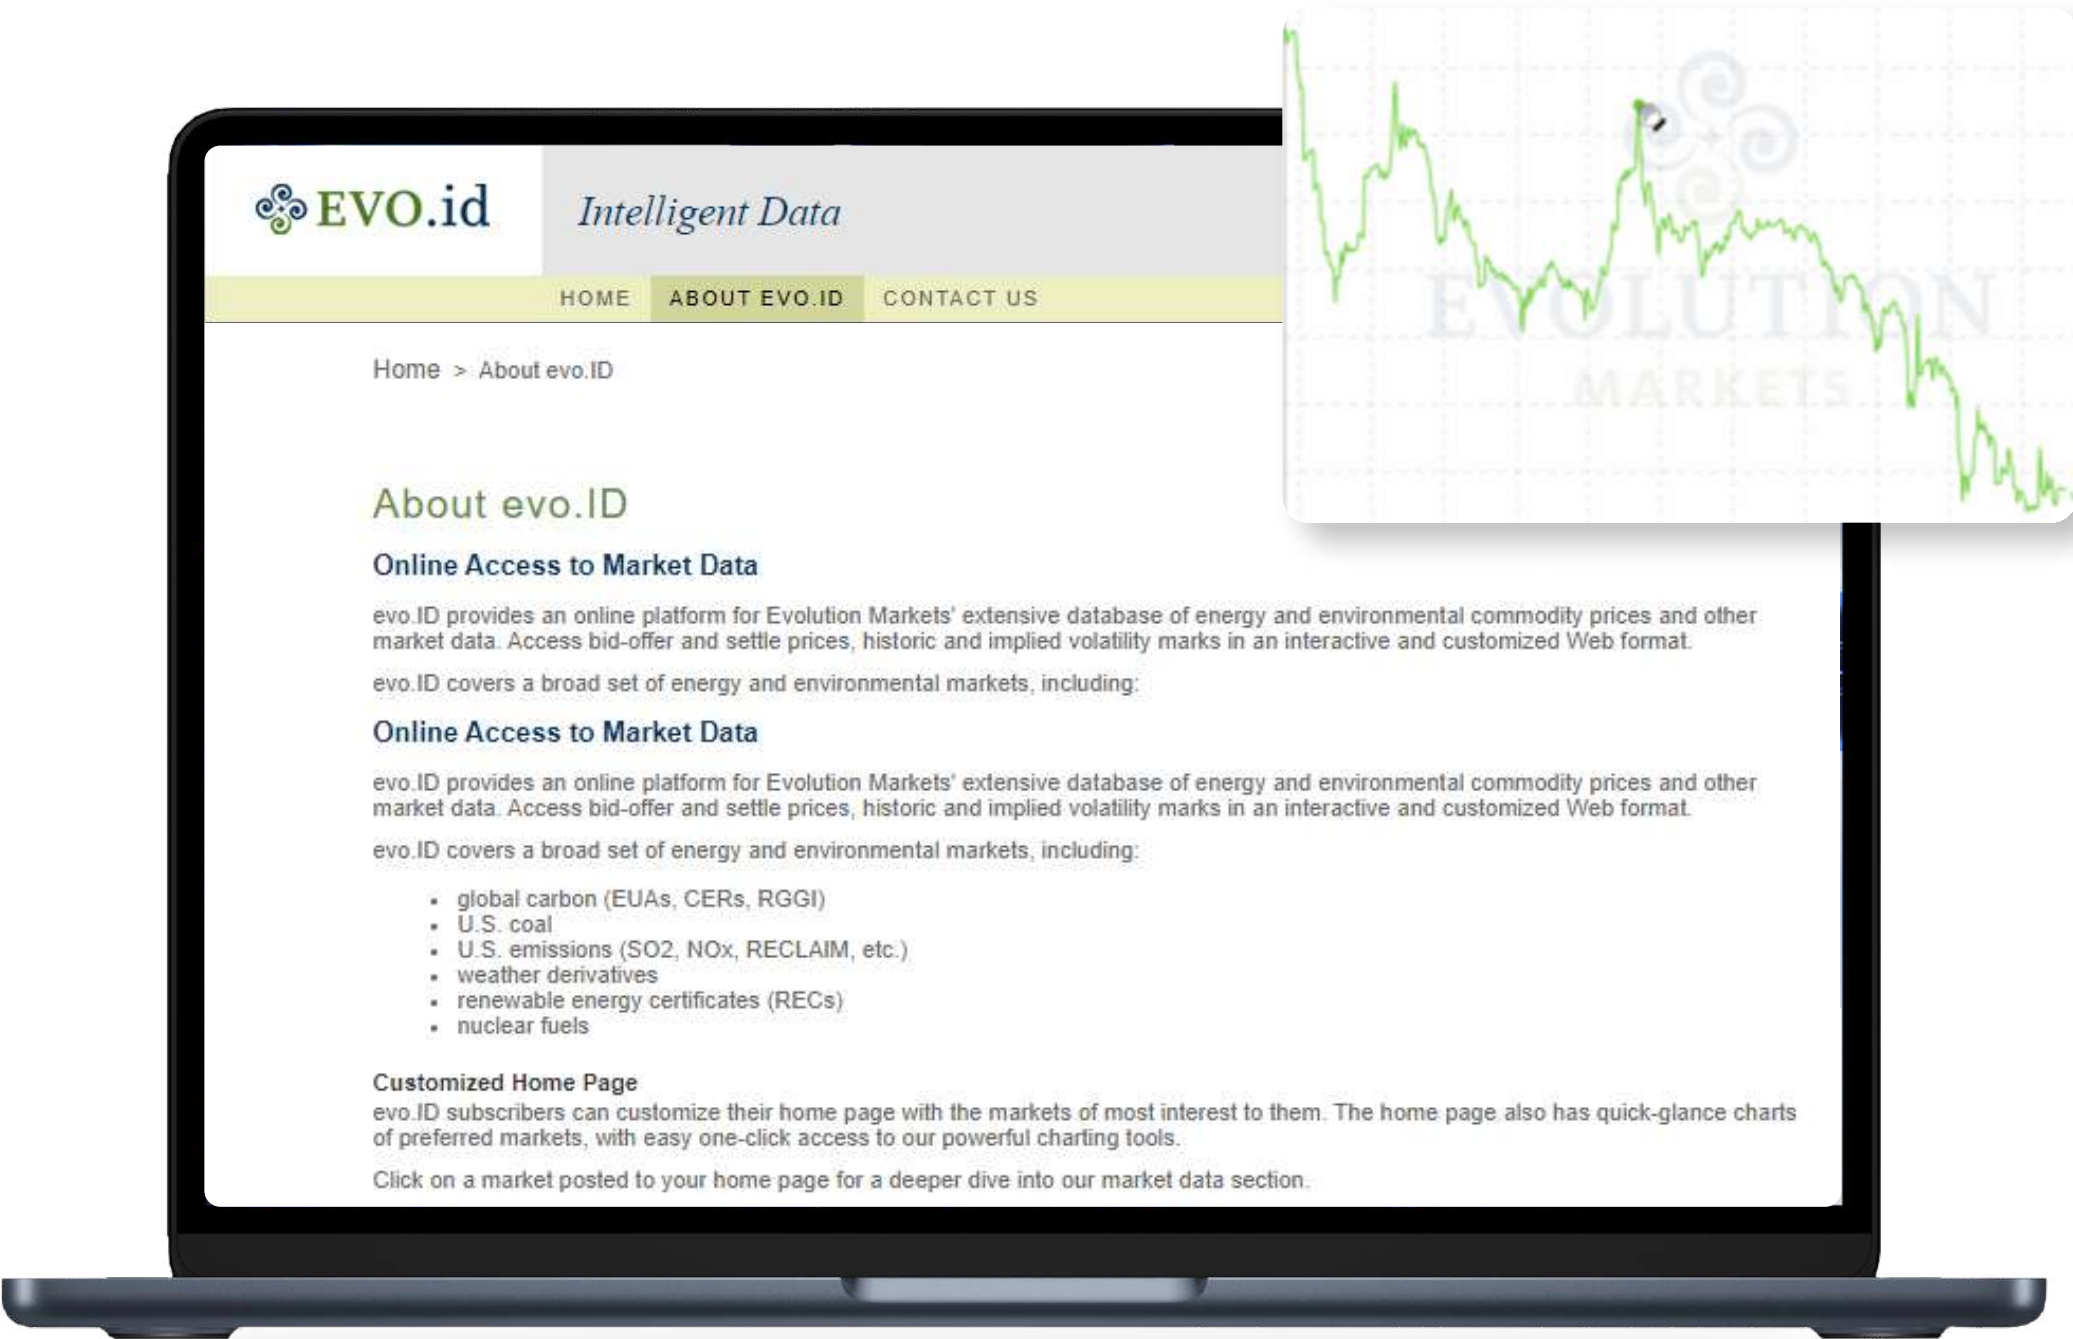 EVO.id
Intelligent Data
HOME ABOUT EVO.ID CONTACT US
EVOLUTION
MARKETS
Home > About evo.ID
About evo.ID
Online Access to Market Data
evo.ID provides an online platform for Evolution Markets' extensive database of energy and environmental commodity prices and other
market data. Access bid-offer and settle prices, historic and implied volatility marks in an interactive and customized Web format.
evo.ID covers a broad set of energy and environmental markets, including:
Online Access to Market Data
evo.ID provides an online platform for Evolution Markets' extensive database of energy and environmental commodity prices and other
market data. Access bid-offer and settle prices, historic and implied volatility marks in an interactive and customized Web format.
evo.ID covers a broad set of energy and environmental markets, including:
• global carbon (EUAs, CERs, RGGI)
• U.S. coal
• U.S. emissions (SO2, NOx, RECLAIM, etc.)
• weather derivatives
• renewable energy certificates (RECs)
• nuclear fuels
Customized Home Page
evo.ID subscribers can customize their home page with the markets of most interest to them. The home page also has quick-glance charts
of preferred markets, with easy one-click access to our powerful charting tools.
Click on a market posted to your home page for a deeper dive into our market data section.